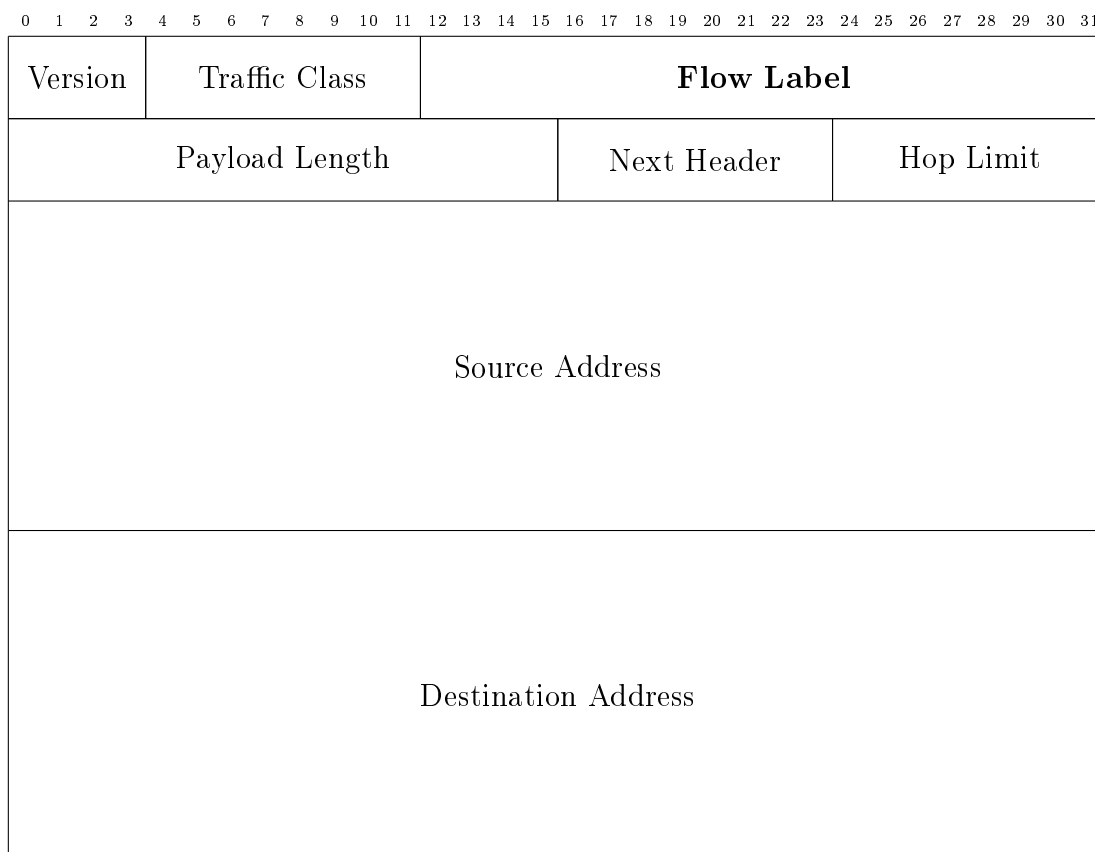 0 1 2 3 4 5 6 7 8 9 10 11 12 13 14 15 16 17 18 19 20 21 22 23 24 25 26 27 28 29 30 31
Version Traffic Class Flow Label
Payload Length Next Header Hop Limit
Source Address
Destination Address